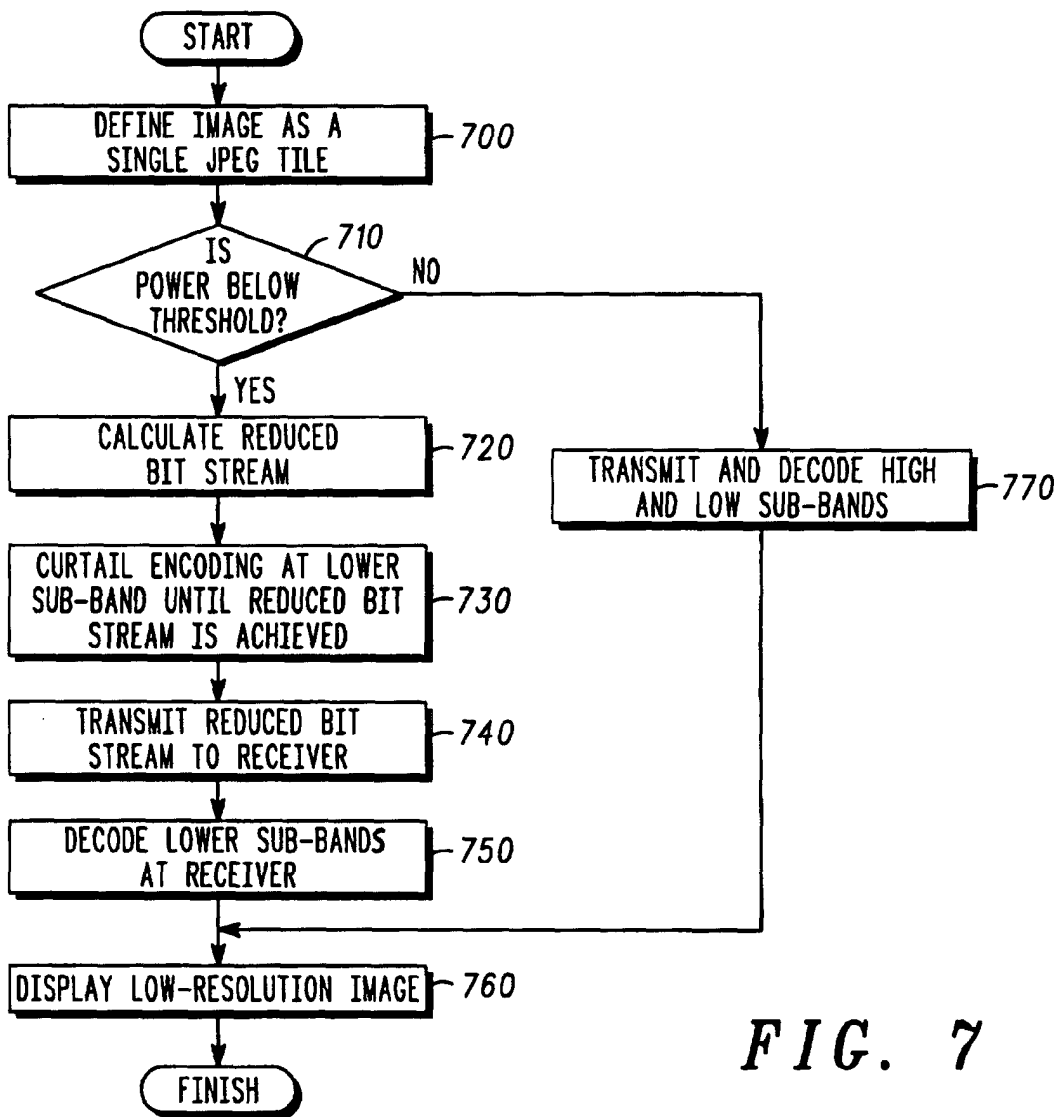 START
DEFINE IMAGE AS A
SINGLE JPEG TILE
700
IS
POWER BELOW
THRESHOLD?
710
NO
YES
CALCULATE REDUCED
BIT STREAM
720
TRANSMIT AND DECODE HIGH
AND LOW SUB-BANDS
770
CURTAIL ENCODING AT LOWER
SUB-BAND UNTIL REDUCED BIT
STREAM IS ACHIEVED
730
TRANSMIT REDUCED BIT
STREAM TO RECEIVER
740
DECODE LOWER SUB-BANDS
AT RECEIVER
750
DISPLAY LOW-RESOLUTION IMAGE
760
FINISH
FIG. 7